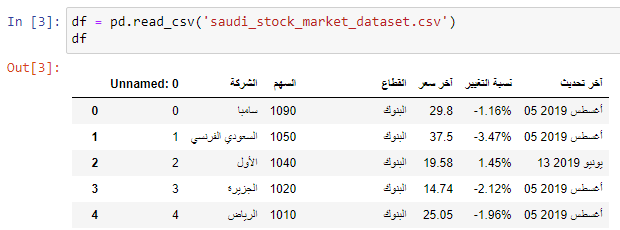 In [3]: df = pd.read_csv('saudi_stock_market_dataset.csv')
df
Out[3]:
Unnamed: 0 الشركة السهم القطاع آخر سعر نسبة التغيير آخر تحديث
0 0 سامبا 1090 البنوك 29.8 -1.16% 05 أغسطس 2019
1 1 السعودي الفرنسي 1050 البنوك 37.5 -3.47% 05 أغسطس 2019
2 2 الأول 1040 البنوك 19.58 1.45% 13 يونيو 2019
3 3 الجزيرة 1020 البنوك 14.74 -2.12% 05 أغسطس 2019
4 4 الرياض 1010 البنوك 25.05 -1.96% 05 أغسطس 2019